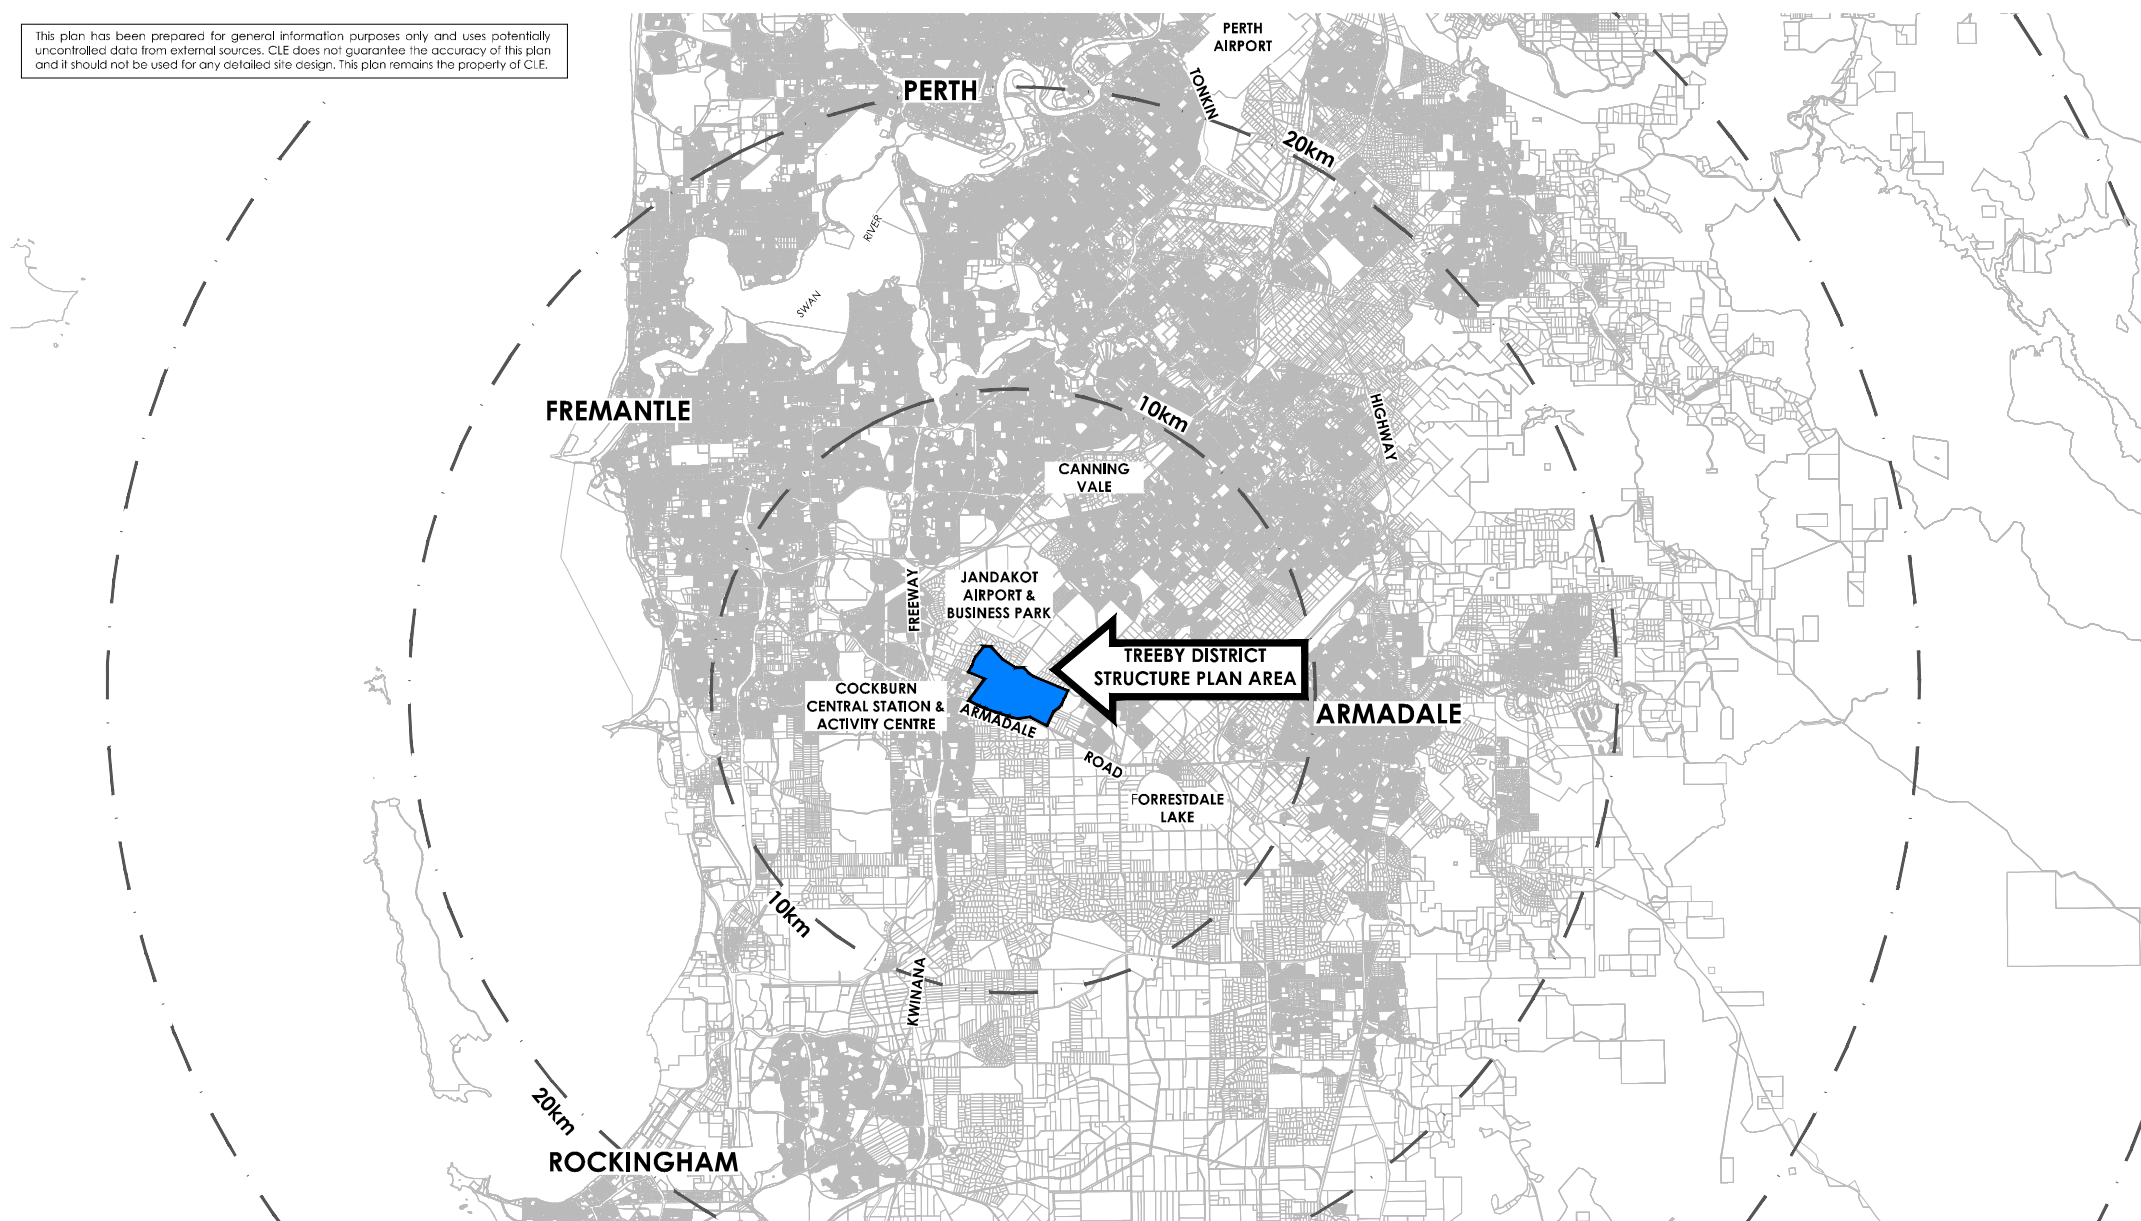 This plan has been prepared for general information purposes only and uses potentially
uncontrolled data from external sources. CLE does not guarantee the accuracy of this plan
and it should not be used for any detailed site design. This plan remains the property of CLE.
PERTH
AIRPORT
PERTH
TONKIN
20km
RIVER
SWAN
FREMANTLE
10km
HIGHWAY
CANNING
VALE
FREEWAY
JANDAKOT
AIRPORT &
BUSINESS PARK
TREEBY DISTRICT
STRUCTURE PLAN AREA
COCKBURN
CENTRAL STATION &
ACTIVITY CENTRE
ARMADALE
ARMADALE
ROAD
FORRESTDALE
LAKE
10km
KWINANA
20km
ROCKINGHAM